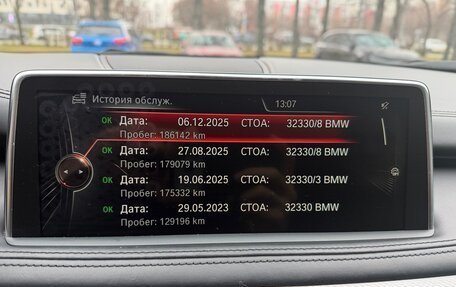 История обслуж.
13:07
OK Дата: 06.12.2025 СТОА: 32330/8 BMW
Пробег: 186142 km
OK Дата: 27.08.2025 СТОА: 32330/8 BMW
Пробег: 179079 km
OK Дата: 19.06.2025 СТОА: 32330/3 BMW
Пробег: 175332 km
OK Дата: 29.05.2023 СТОА: 32330 BMW
Пробег: 129196 km